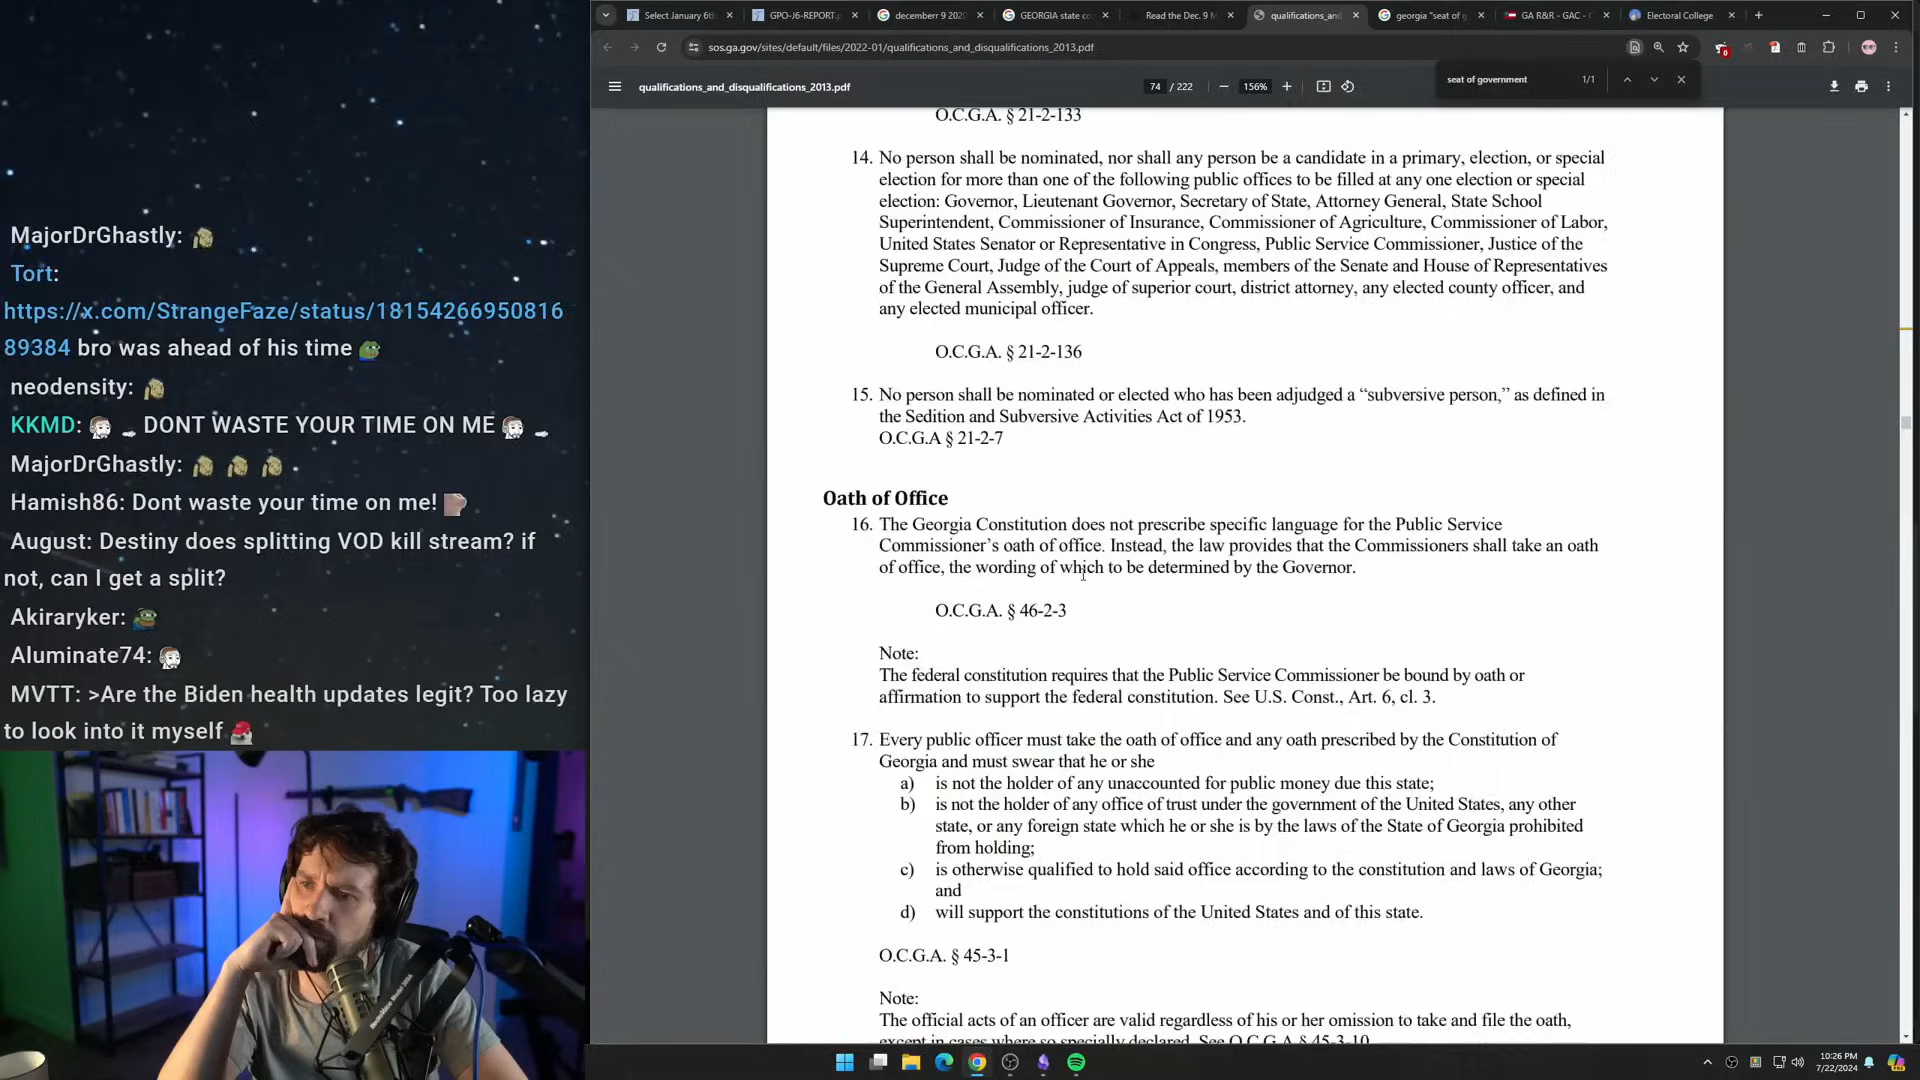 MajorDrGhastly:
Tort:
https://x.com/StrangeFaze/status/18154266950816
89384 bro was ahead of his time
neodensity:
KKMD: DONT WASTE YOUR TIME ON ME
MajorDrGhastly:
Hamish86: Dont waste your time on me!
August: Destiny does splitting VOD kill stream? if
not, can I get a split?
Akiraryker:
Aluminate74:
MVTT: >Are the Biden health updates legit? Too lazy
to look into it myself
Select January 6th
GPO-J6-REPORT.
decemberr 9 202
GEORGIA state co
Read the Dec. 9 M
qualifications_and
georgia "seat of g
GA R&R - GAC -
Electoral College
sos.ga.gov/sites/default/files/2022-01/qualifications_and_disqualifications_2013.pdf
0
qualifications_and_disqualifications_2013.pdf
74 / 222
156%
seat of government
1/1
O.C.G.A. § 21-2-133
14. No person shall be nominated, nor shall any person be a candidate in a primary, election, or special
election for more than one of the following public offices to be filled at any one election or special
election: Governor, Lieutenant Governor, Secretary of State, Attorney General, State School
Superintendent, Commissioner of Insurance, Commissioner of Agriculture, Commissioner of Labor,
United States Senator or Representative in Congress, Public Service Commissioner, Justice of the
Supreme Court, Judge of the Court of Appeals, members of the Senate and House of Representatives
of the General Assembly, judge of superior court, district attorney, any elected county officer, and
any elected municipal officer.
O.C.G.A. § 21-2-136
15. No person shall be nominated or elected who has been adjudged a “subversive person,” as defined in
the Sedition and Subversive Activities Act of 1953.
O.C.G.A § 21-2-7
Oath of Office
16. The Georgia Constitution does not prescribe specific language for the Public Service
Commissioner’s oath of office. Instead, the law provides that the Commissioners shall take an oath
of office, the wording of which to be determined by the Governor.
O.C.G.A. § 46-2-3
Note:
The federal constitution requires that the Public Service Commissioner be bound by oath or
affirmation to support the federal constitution. See U.S. Const., Art. 6, cl. 3.
17. Every public officer must take the oath of office and any oath prescribed by the Constitution of
Georgia and must swear that he or she
a) is not the holder of any unaccounted for public money due this state;
b) is not the holder of any office of trust under the government of the United States, any other
state, or any foreign state which he or she is by the laws of the State of Georgia prohibited
from holding;
c) is otherwise qualified to hold said office according to the constitution and laws of Georgia;
and
d) will support the constitutions of the United States and of this state.
O.C.G.A. § 45-3-1
Note:
The official acts of an officer are valid regardless of his or her omission to take and file the oath,
except in cases where so specially declared. See O.C.G.A § 45-3-10
10:26 PM
7/22/2024